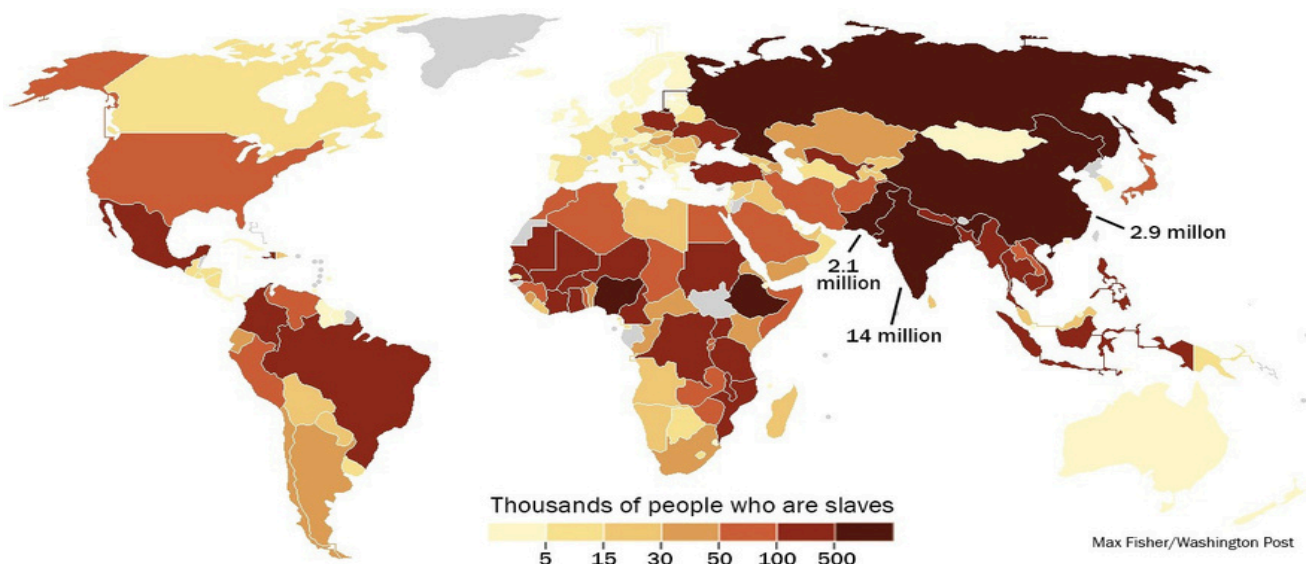 2.9 millon
2.1
million
14 million
Thousands of people who are slaves
5 15 30 50 100 500
Max Fisher/Washington Post